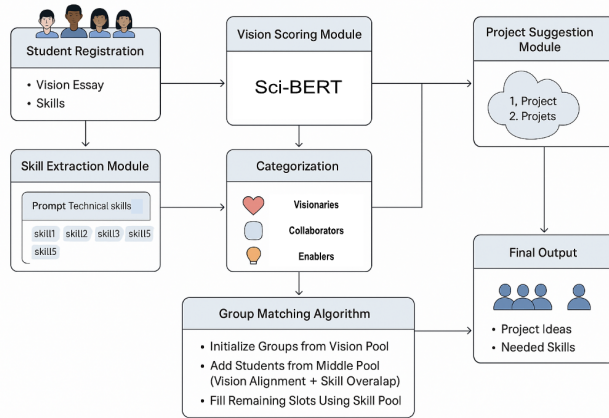 Student Registration
• Vision Essay
• Skills
Vision Scoring Module
Sci-BERT
Project Suggestion
Module
1, Project
2. Projets
Skill Extraction Module
Prompt Technical skills
skill1 skill2 skill3 skill5
skill5
Categorization
Visionaries
Collaborators
Enablers
Group Matching Algorithm
• Initialize Groups from Vision Pool
• Add Students from Middle Pool
(Vision Alignment + Skill Overalap)
• Fill Remaining Slots Using Skill Pool
Final Output
• Project Ideas
• Needed Skills